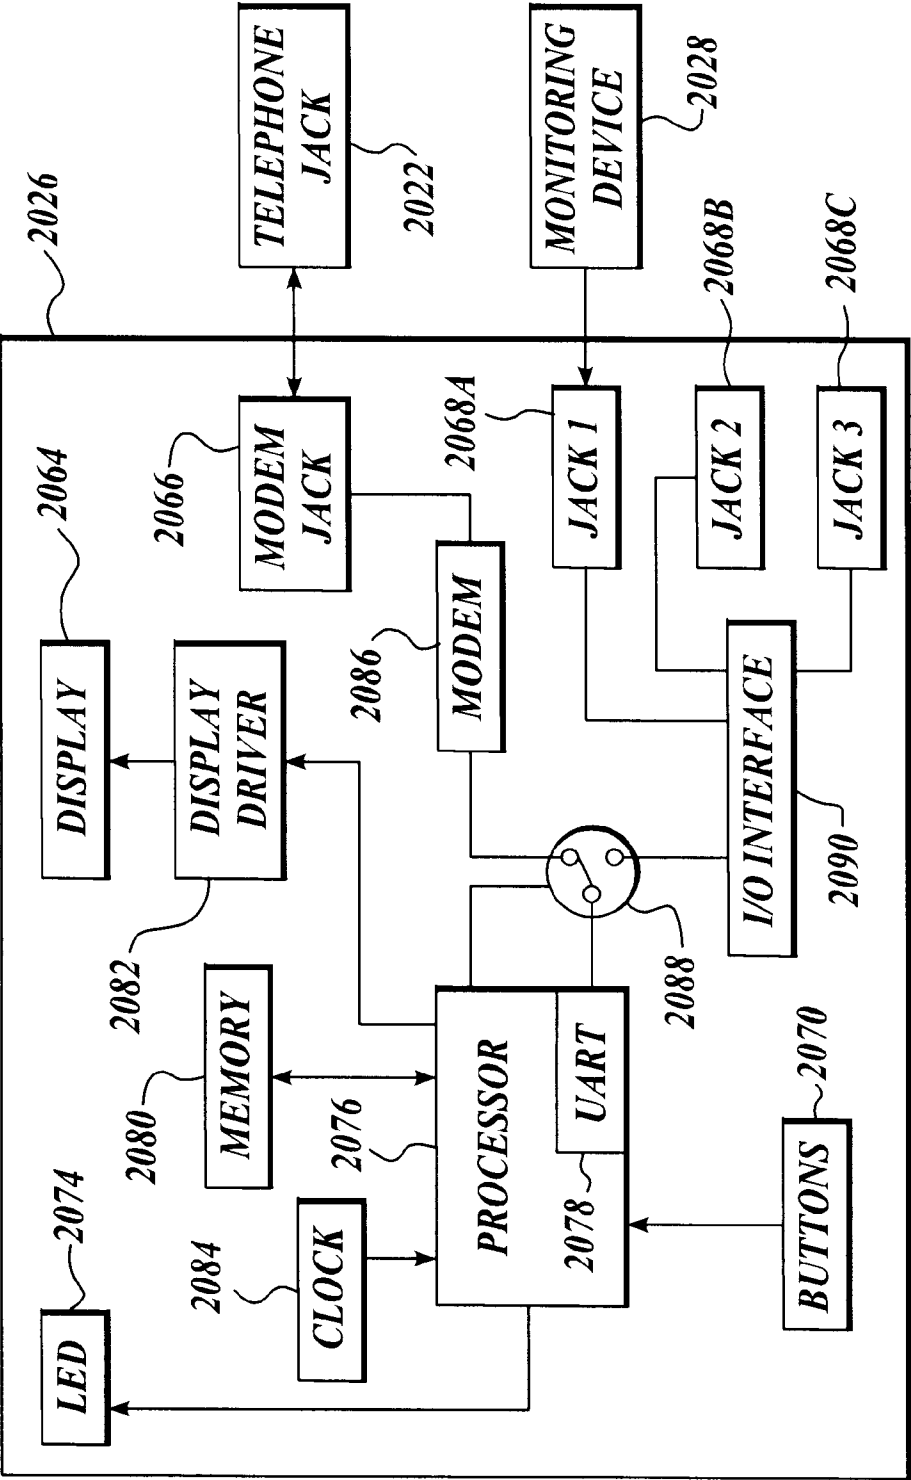 2074
2064
2026
LED
DISPLAY
2080
2082
2066
2084
MEMORY
DISPLAY
DRIVER
MODEM
JACK
TELEPHONE
JACK
CLOCK
2076
2086
2022
PROCESSOR
MODEM
2068A
2078
UART
JACK 1
MONITORING
DEVICE
2088
2028
I/O INTERFACE
JACK 2
2068B
BUTTONS
2070
2090
JACK 3
2068C